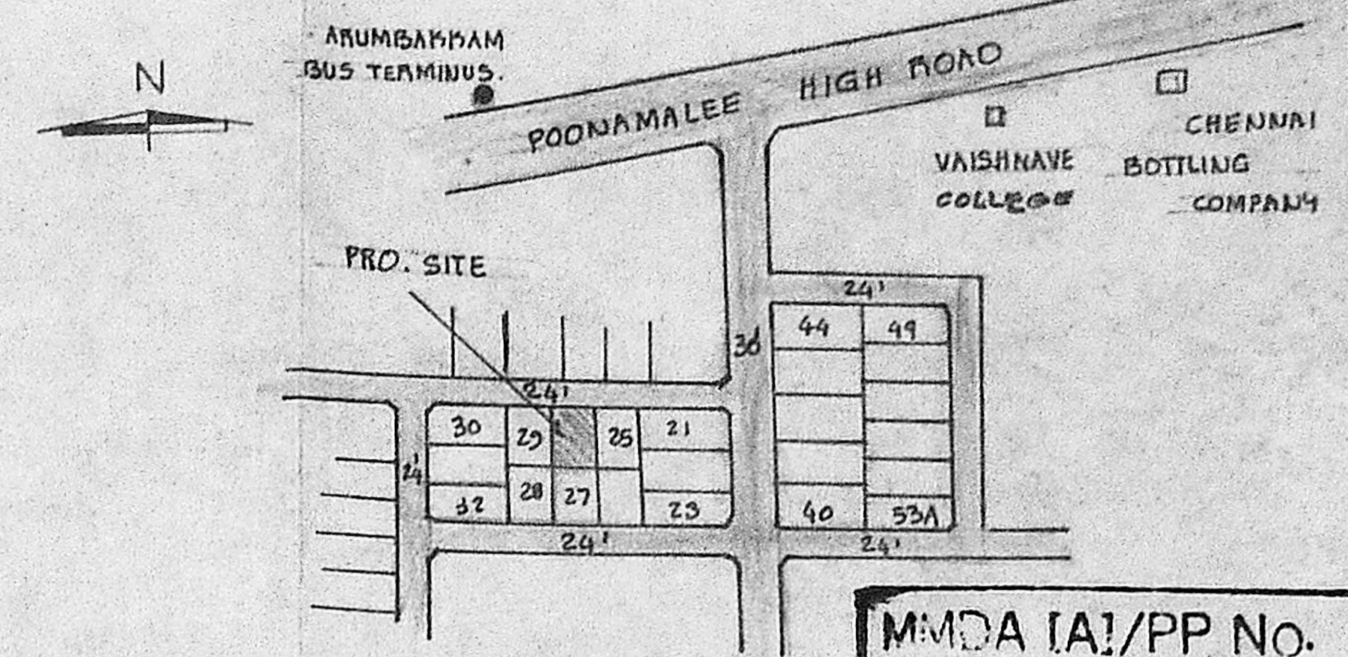 ARUMBAKKAM
BUS TERMINUS.
N
POONAMALEE HIGH ROAD
CHENNAI
VAISHNAVE BOTTLING
COLLEGE COMPANY
PRO. SITE
24'
44 49
30'
24'
30 29 25 21
24'
32 28 27 23
40 53A
24' 24'
MMDA [A]/PP No.